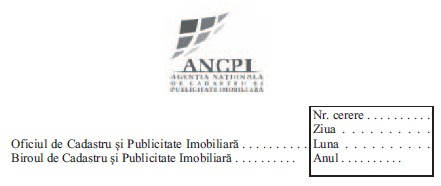 ANCPI
AGENȚIA NAȚIONALĂ
DE CADASTRU ȘI
PUBLICITATE IMOBILIARĂ
Nr. cerere . . . . . . . . . .
Ziua . . . . . . . . . .
Oficiul de Cadastru și Publicitate Imobiliară . . . . . . . . . . Luna . . . . . . . . . .
Biroul de Cadastru și Publicitate Imobiliară . . . . . . . . . . Anul . . . . . . . . . .